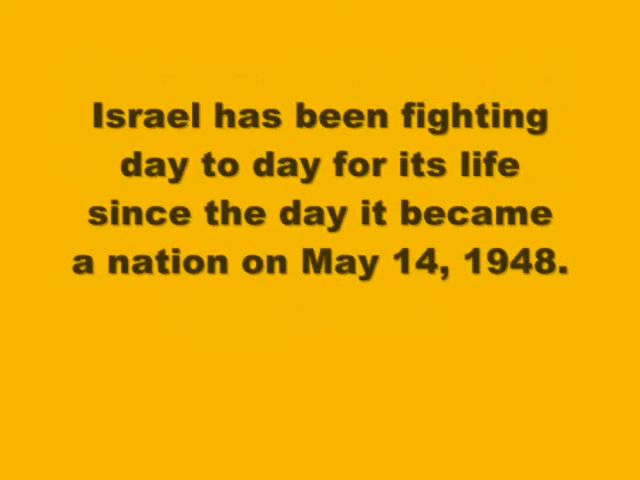 Israel has been fighting
day to day for its life
since the day it became
a nation on May 14, 1948.